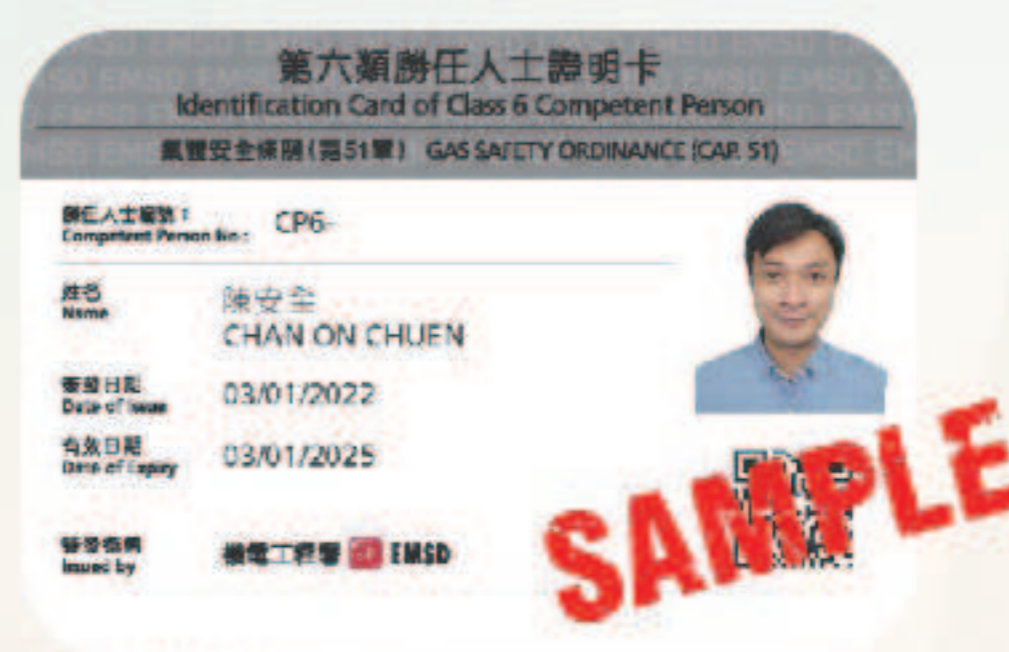 第六類勝任人士證明卡
Identification Card of Class 6 Competent Person
氣體安全條例(第51章) GAS SAFETY ORDINANCE (CAP. 51)
勝任人士編號:
Competent Person No.: CP6-
姓名
Name
陳安全
CHAN ON CHUEN
簽發日期
Date of Issue
03/01/2022
有效日期
Date of Expiry
03/01/2025
簽發機構
Issued by
機電工程署 EMSD
SAMPLE